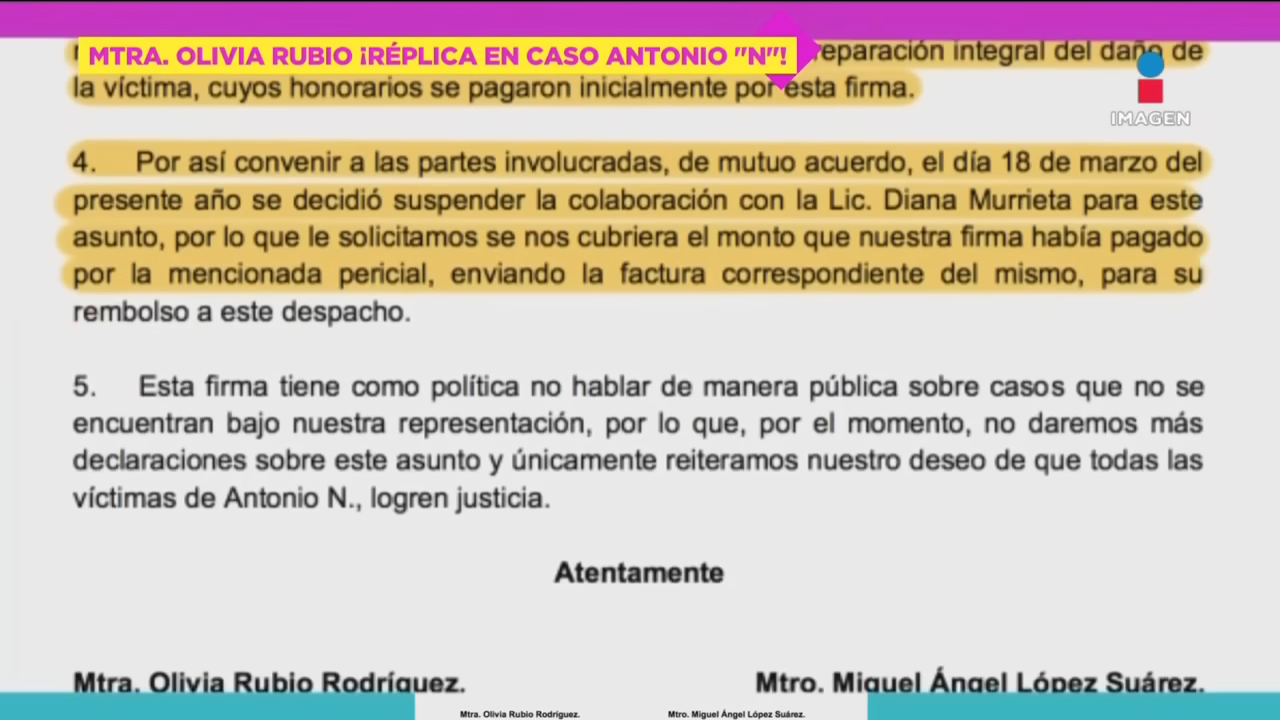 MTRA. OLIVIA RUBIO ¡RÉPLICA EN CASO ANTONIO "N"!
reparación integral del daño de
la víctima, cuyos honorarios se pagaron inicialmente por esta firma.
IMAGEN
4. Por así convenir a las partes involucradas, de mutuo acuerdo, el día 18 de marzo del
presente año se decidió suspender la colaboración con la Lic. Diana Murrieta para este
asunto, por lo que le solicitamos se nos cubriera el monto que nuestra firma había pagado
por la mencionada pericial, enviando la factura correspondiente del mismo, para su
rembolso a este despacho.
5. Esta firma tiene como política no hablar de manera pública sobre casos que no se
encuentran bajo nuestra representación, por lo que, por el momento, no daremos más
declaraciones sobre este asunto y únicamente reiteramos nuestro deseo de que todas las
víctimas de Antonio N., logren justicia.
Atentamente
Mtra. Olivia Rubio Rodríguez. Mtro. Miguel Ángel López Suárez.
Mtra. Olivia Rubio Rodríguez. Mtro. Miguel Ángel López Suárez.